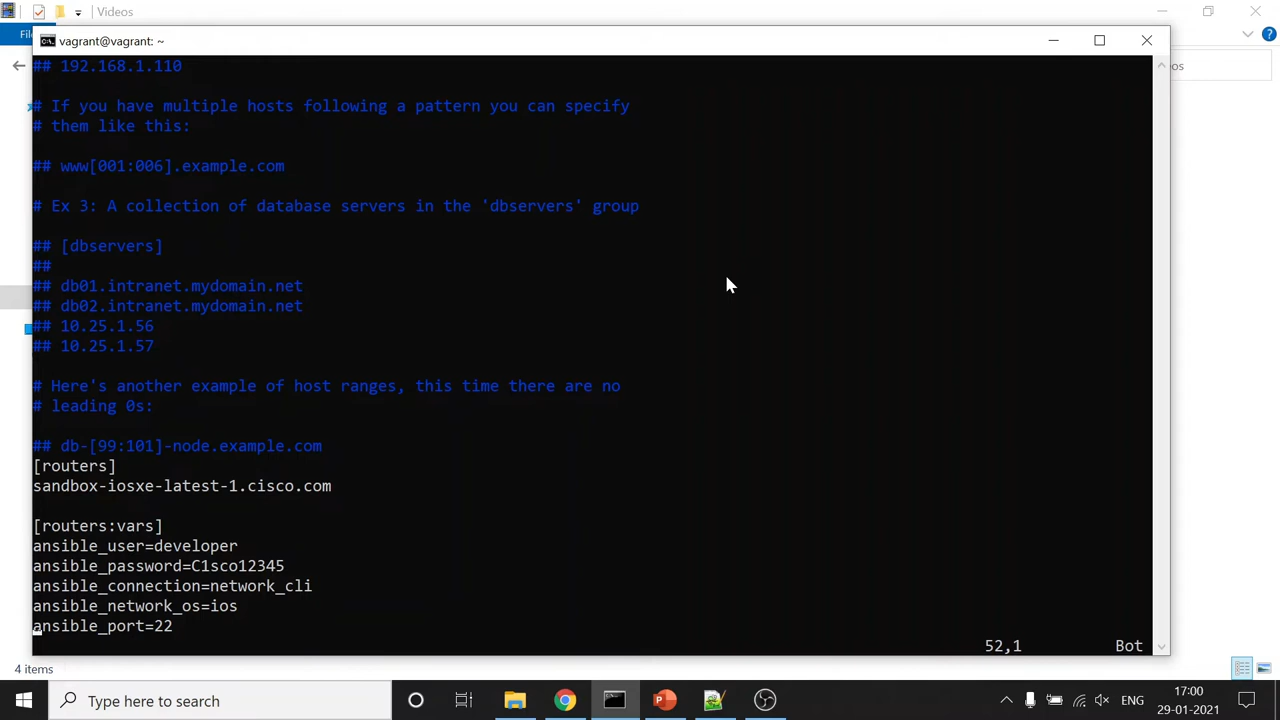 Videos
Fil
vagrant@vagrant: ~
os
## 192.168.1.110
# If you have multiple hosts following a pattern you can specify
# them like this:
## www[001:006].example.com
# Ex 3: A collection of database servers in the 'dbservers' group
## [dbservers]
##
## db01.intranet.mydomain.net
## db02.intranet.mydomain.net
## 10.25.1.56
## 10.25.1.57
# Here's another example of host ranges, this time there are no
# leading 0s:
## db-[99:101]-node.example.com
[routers]
sandbox-iosxe-latest-1.cisco.com
[routers:vars]
ansible_user=developer
ansible_password=C1sco12345
ansible_connection=network_cli
ansible_network_os=ios
ansible_port=22
52,1 Bot
4 items
Type here to search
ENG
17:00
29-01-2021